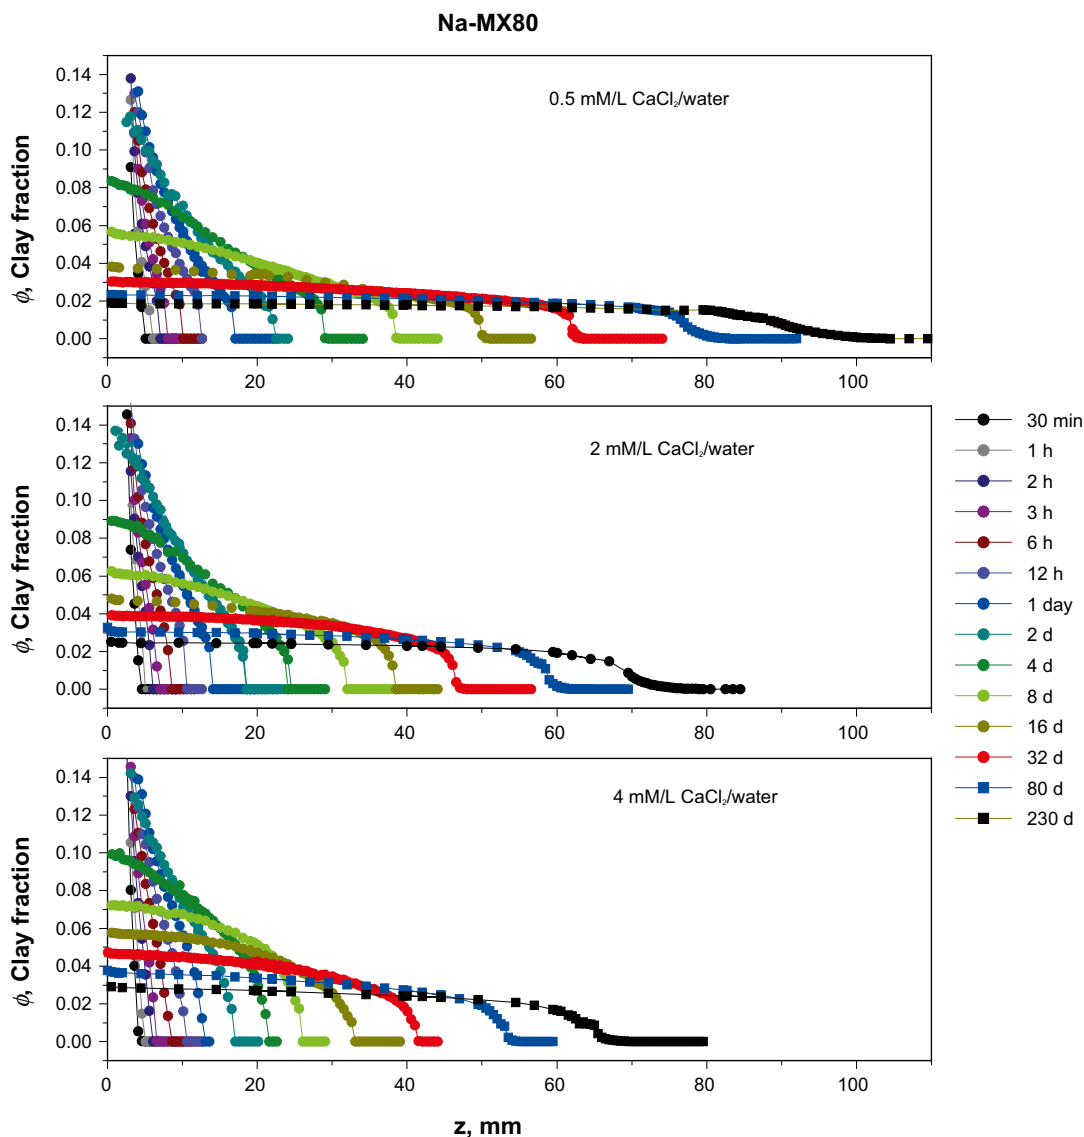 Na-MX80
0.5 mM/L CaCl₂/water
ϕ, Clay fraction
0.14
0.12
0.10
0.08
0.06
0.04
0.02
0.00
0 20 40 60 80 100
2 mM/L CaCl₂/water
ϕ, Clay fraction
0.14
0.12
0.10
0.08
0.06
0.04
0.02
0.00
0 20 40 60 80 100
4 mM/L CaCl₂/water
ϕ, Clay fraction
0.14
0.12
0.10
0.08
0.06
0.04
0.02
0.00
0 20 40 60 80 100
z, mm
30 min
1 h
2 h
3 h
6 h
12 h
1 day
2 d
4 d
8 d
16 d
32 d
80 d
230 d